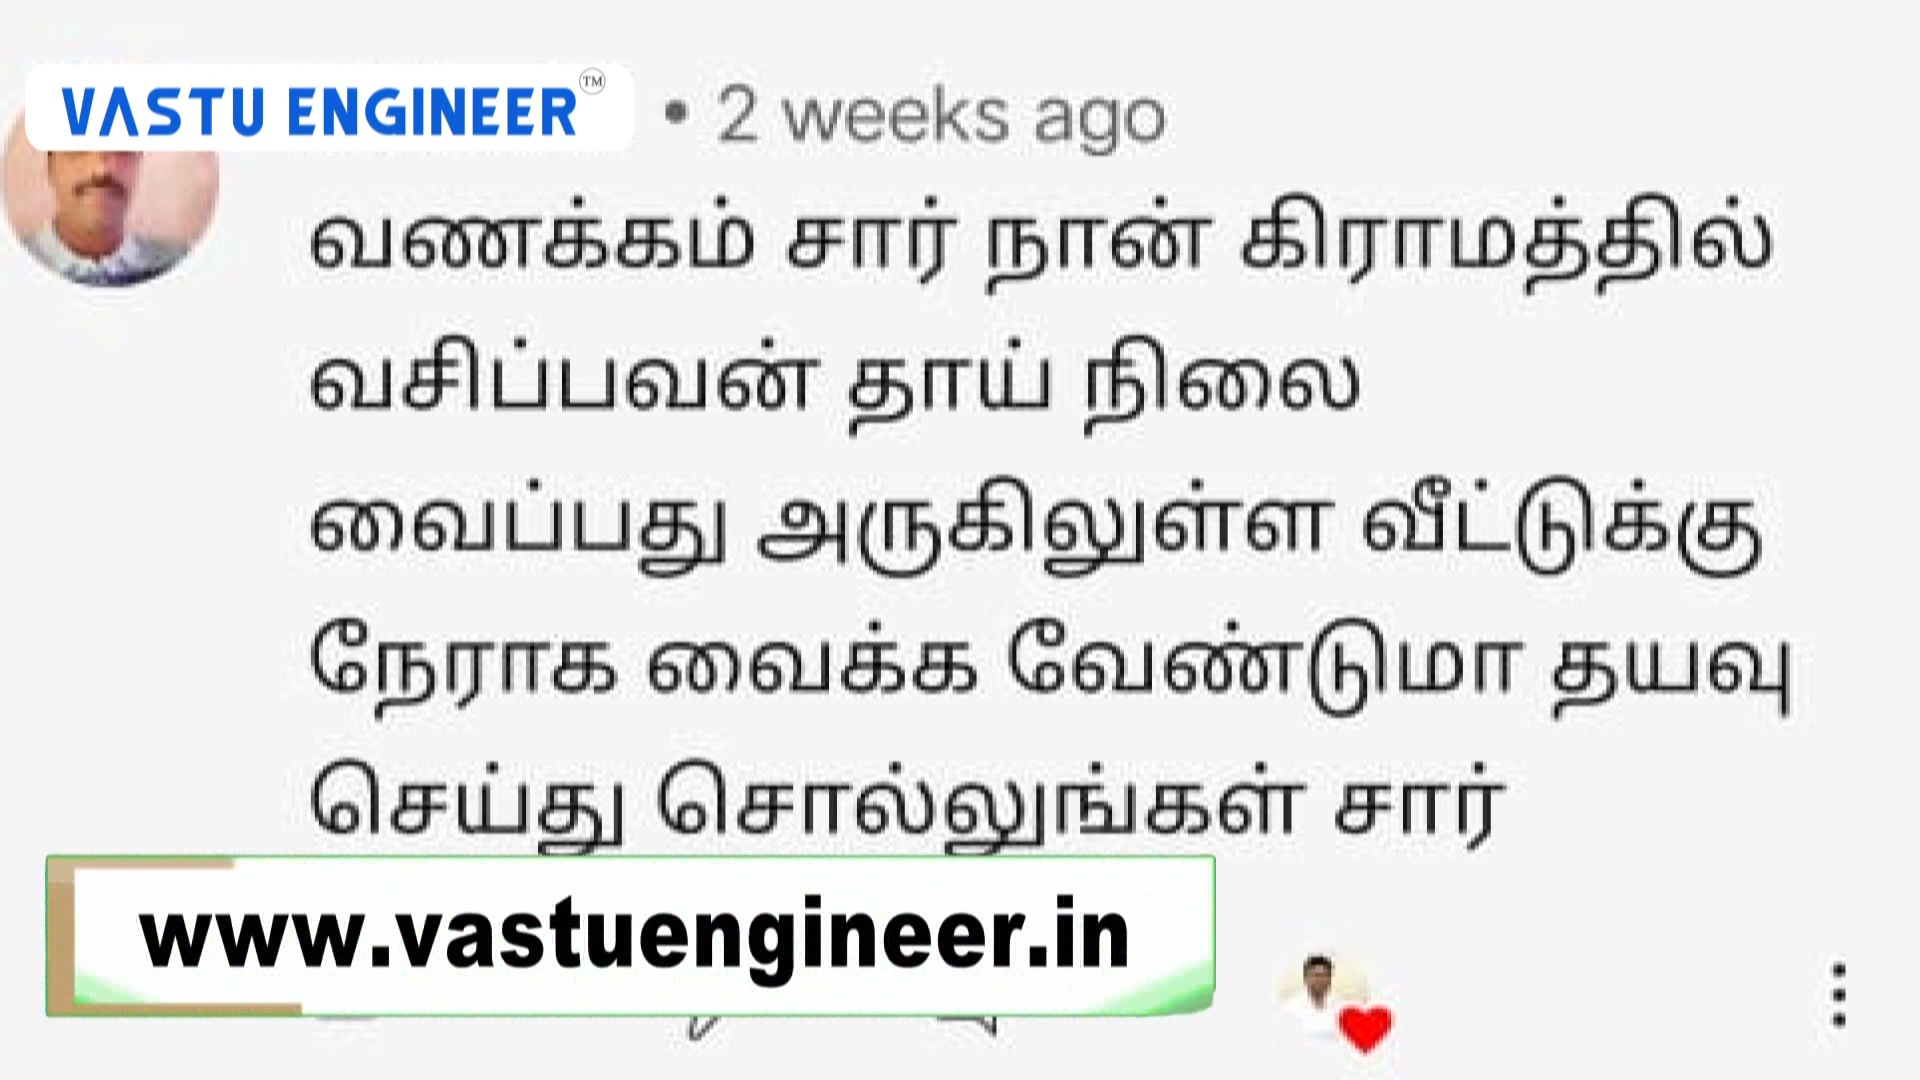 VASTU ENGINEER™
• 2 weeks ago
வணக்கம் சார் நான் கிராமத்தில்
வசிப்பவன் தாய் நிலை
வைப்பது அருகிலுள்ள வீட்டுக்கு
நேராக வைக்க வேண்டுமா தயவு
செய்து சொல்லுங்கள் சார்
www.vastuengineer.in